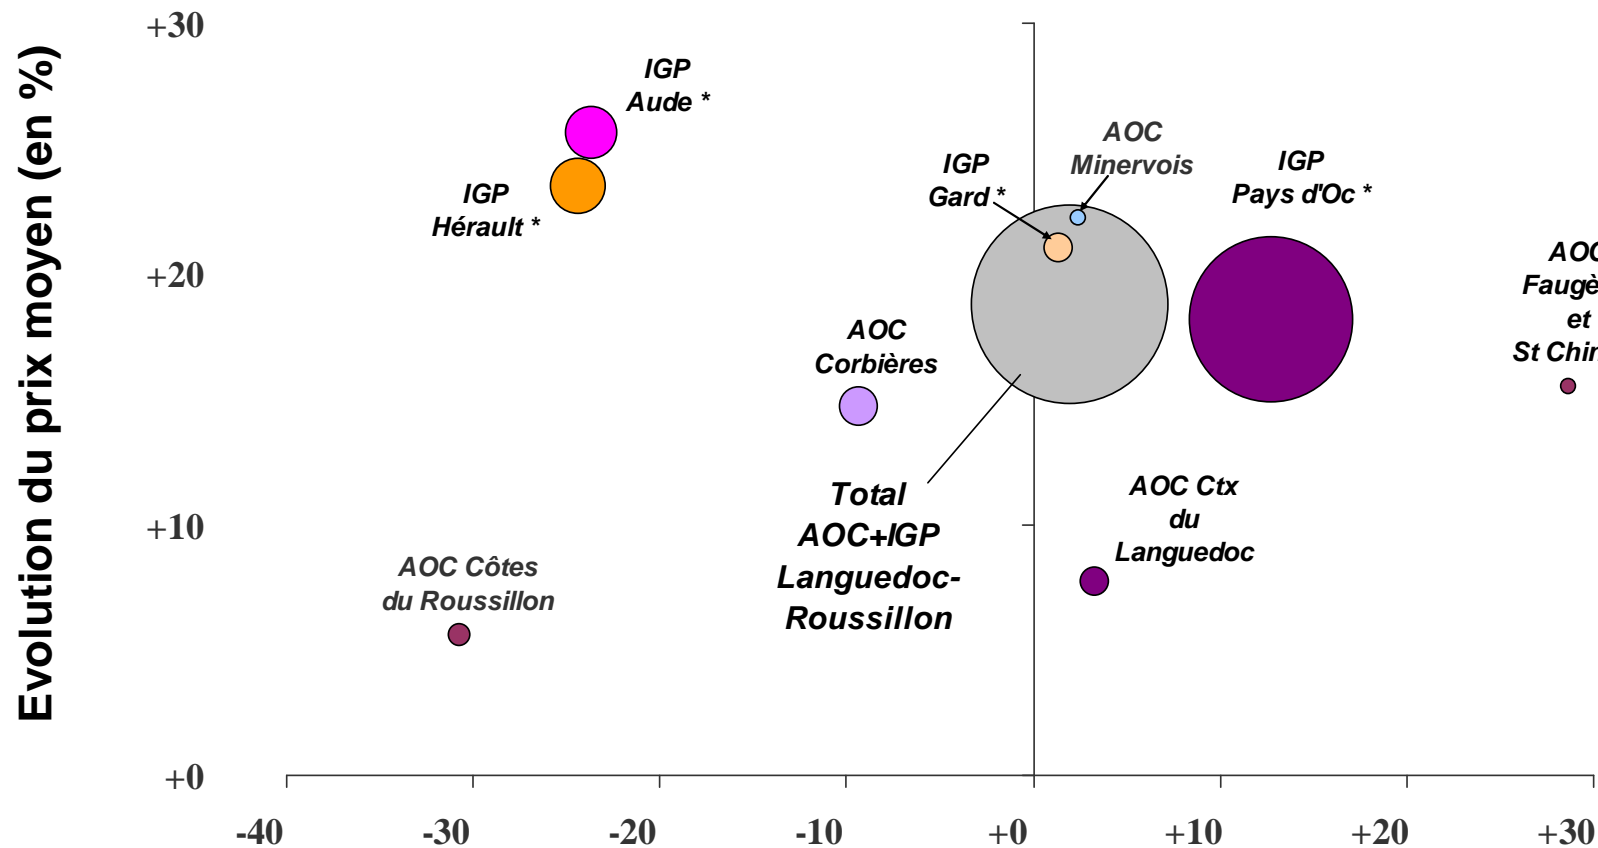 Evolution du prix moyen (en %)
+30
+20
+10
+0
IGP
Aude *
IGP
Hérault *
AOC
Minervois
IGP
Gard *
IGP
Pays d'Oc *
AOC
Corbières
et
St
Total
AOC+IGP
Languedoc-
Roussillon
AOC Ctx
du
Languedoc
AOC Côtes
du Roussillon
-40 -30 -20 -10 +0 +10 +20 +30